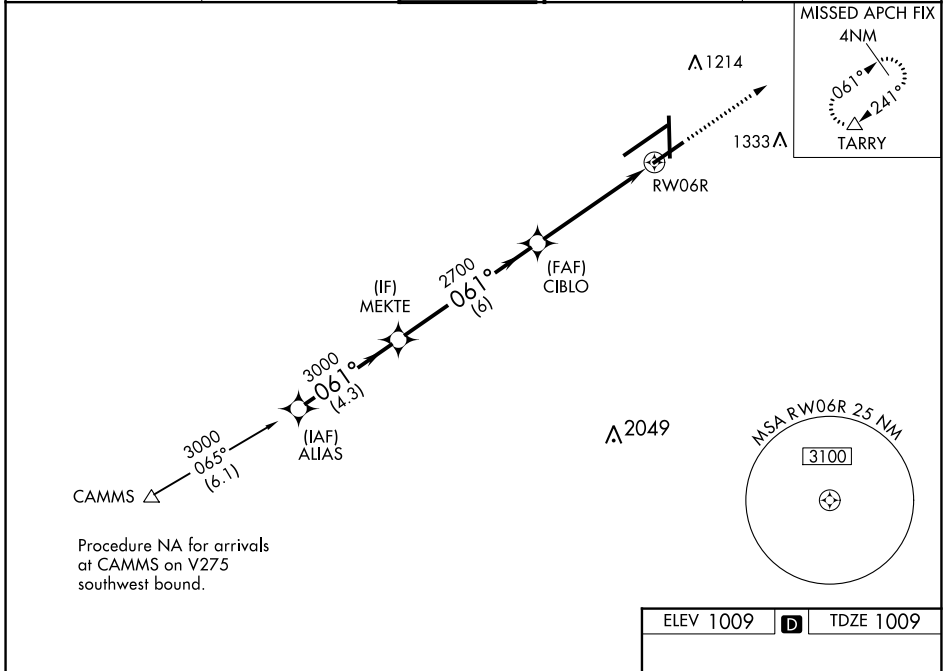 MISSED APCH FIX
4NM
061°
241°
TARRY
1214
1333
RW06R
(FAF)
CIBLO
2700
061°
(6)
(IF)
MEKTE
3000
061°
(4.3)
(IAF)
ALIAS
3000
065°
(6.1)
CAMMS
2049
MSA RW06R 25 NM
3100
Procedure NA for arrivals
at CAMMS on V275
southwest bound.
ELEV 1009 D TDZE 1009